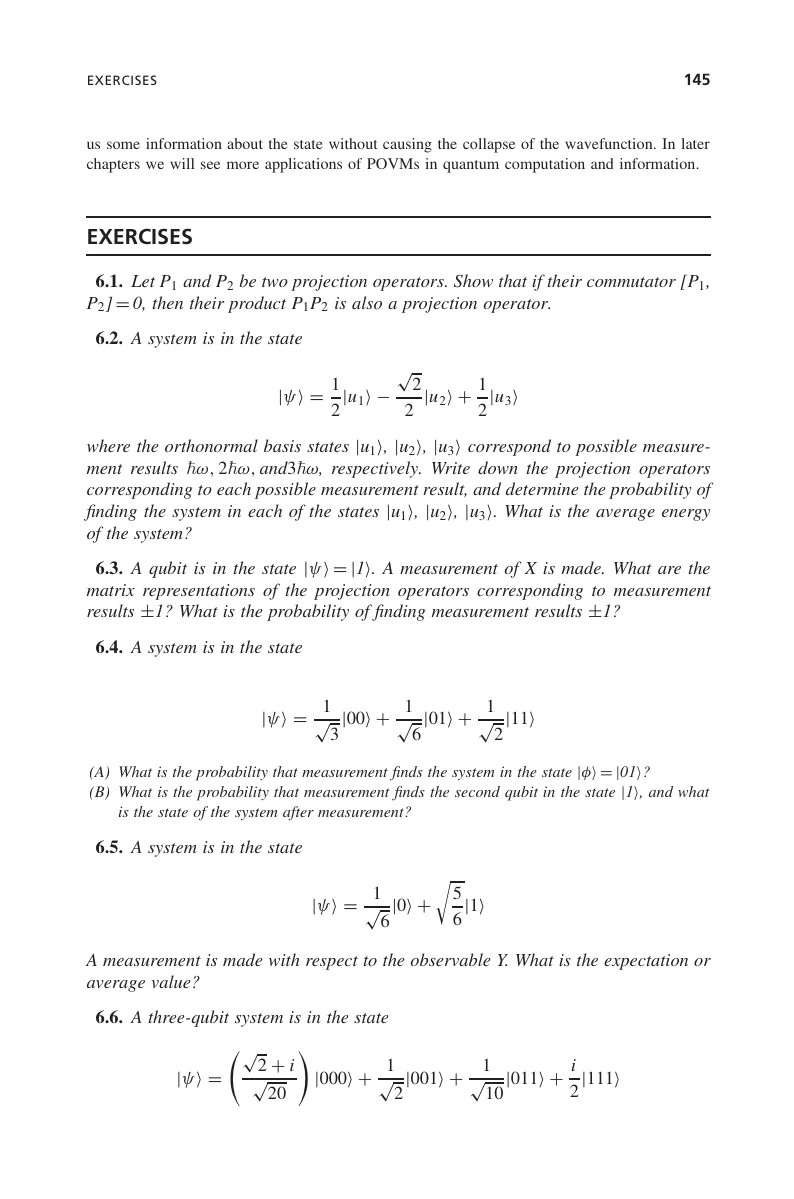 EXERCISES 145
us some information about the state without causing the collapse of the wavefunction. In later
chapters we will see more applications of POVMs in quantum computation and information.
EXERCISES
6.1. Let P₁ and P₂ be two projection operators. Show that if their commutator [P₁,
P₂] = 0, then their product P₁P₂ is also a projection operator.
6.2. A system is in the state
|ψ⟩ = 1/2|u₁⟩ − √2/2|u₂⟩ + 1/2|u₃⟩
where the orthonormal basis states |u₁⟩, |u₂⟩, |u₃⟩ correspond to possible measure-
ment results ħω, 2ħω, and3ħω, respectively. Write down the projection operators
corresponding to each possible measurement result, and determine the probability of
finding the system in each of the states |u₁⟩, |u₂⟩, |u₃⟩. What is the average energy
of the system?
6.3. A qubit is in the state |ψ⟩ = |1⟩. A measurement of X is made. What are the
matrix representations of the projection operators corresponding to measurement
results ±1? What is the probability of finding measurement results ±1?
6.4. A system is in the state
|ψ⟩ = 1/√3|00⟩ + 1/√6|01⟩ + 1/√2|11⟩
(A) What is the probability that measurement finds the system in the state |ϕ⟩ = |01⟩?
(B) What is the probability that measurement finds the second qubit in the state |1⟩, and what
is the state of the system after measurement?
6.5. A system is in the state
|ψ⟩ = 1/√6|0⟩ + √(5/6)|1⟩
A measurement is made with respect to the observable Y. What is the expectation or
average value?
6.6. A three-qubit system is in the state
|ψ⟩ = ((√2 + i)/√20)|000⟩ + 1/√2|001⟩ + 1/√10|011⟩ + i/2|111⟩